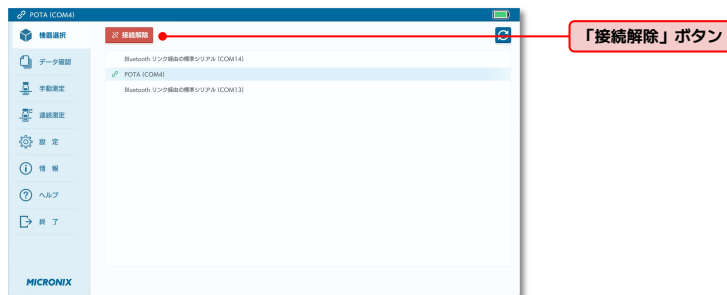 POTA (COM4)
機器選択
接続解除
「接続解除」ボタン
データ確認
Bluetooth リンク経由の標準シリアル (COM14)
POTA (COM4)
手動測定
Bluetooth リンク経由の標準シリアル (COM13)
連続測定
設 定
情 報
ヘルプ
終 了
MICRONIX